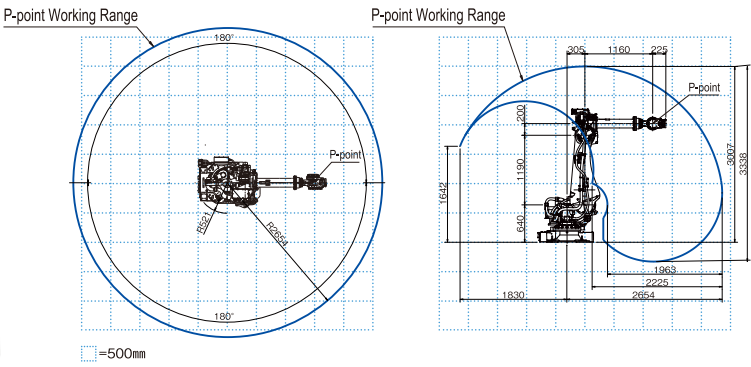 P-point Working Range
180°
P-point
R521
R2654
180°
=500mm
P-point Working Range
305
1160
225
P-point
200
1190
640
1642
3007
3338
1963
2225
1830
2654